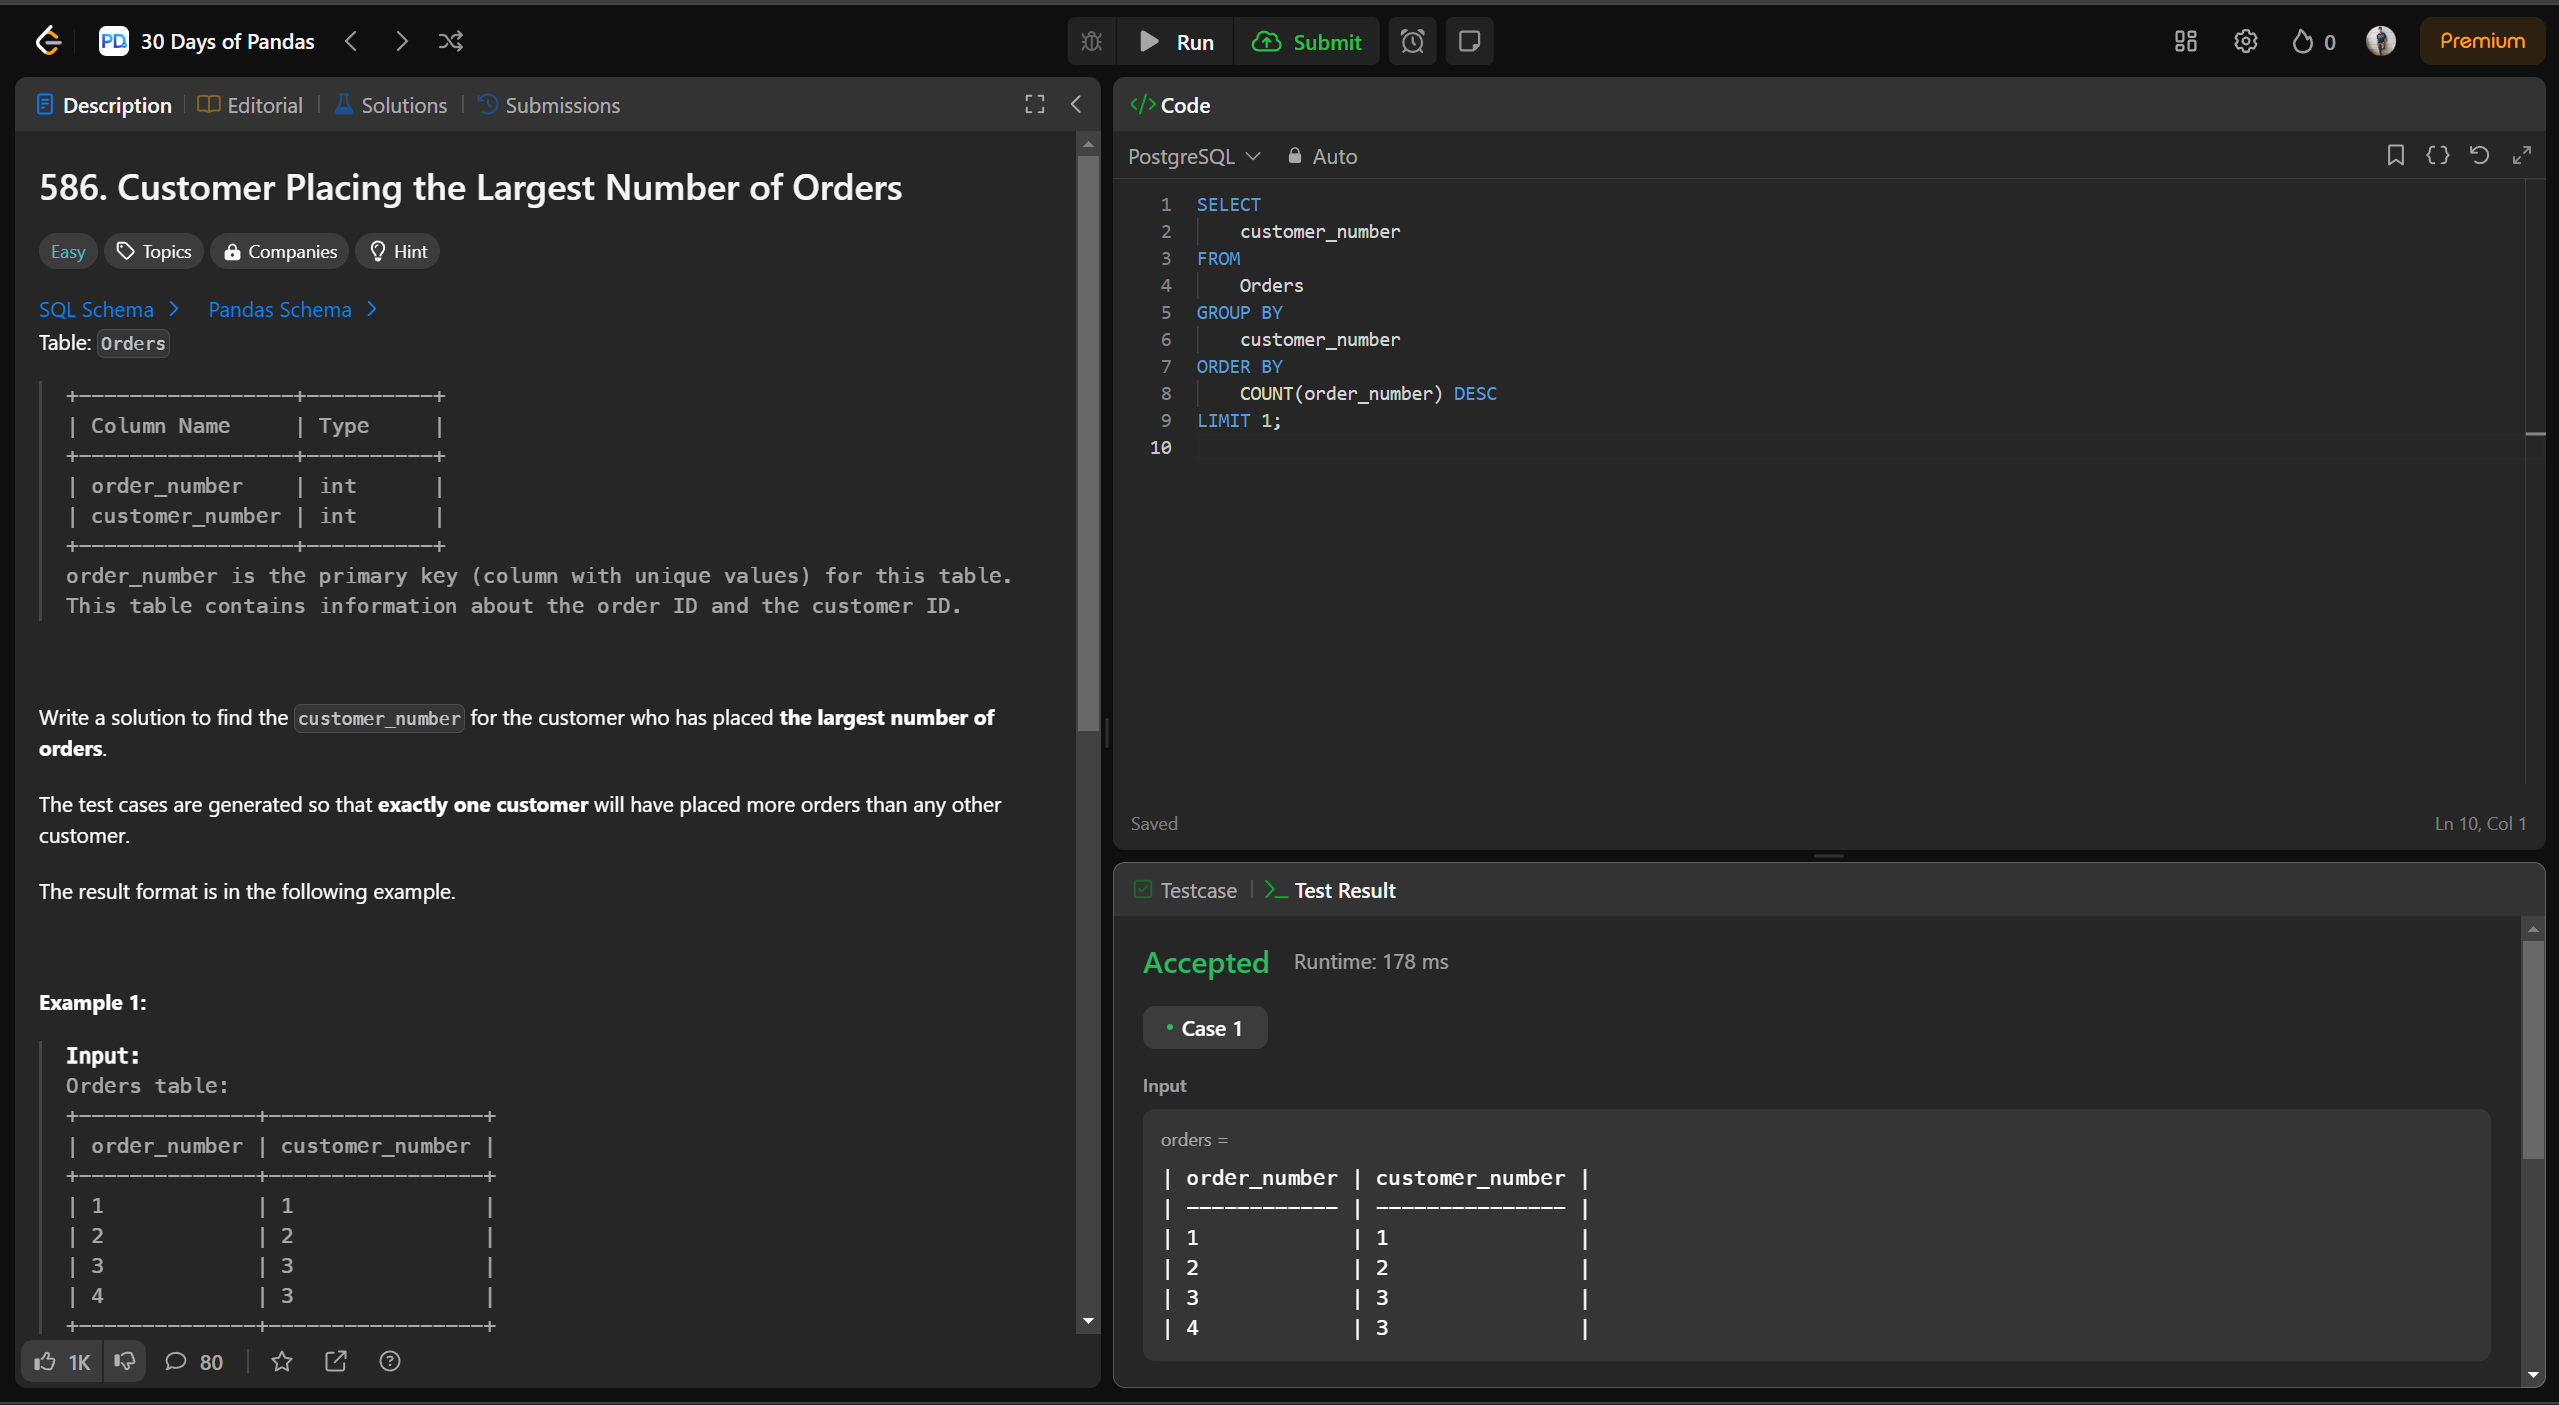 PD 30 Days of Pandas
Run
Submit
0
Premium
Description
Editorial
Solutions
Submissions
586. Customer Placing the Largest Number of Orders
Easy
Topics
Companies
Hint
SQL Schema
Pandas Schema
Table: Orders
+-----------------+----------+
| Column Name     | Type     |
+-----------------+----------+
| order_number    | int      |
| customer_number | int      |
+-----------------+----------+
order_number is the primary key (column with unique values) for this table.
This table contains information about the order ID and the customer ID.
Write a solution to find the customer_number for the customer who has placed the largest number of
orders.
The test cases are generated so that exactly one customer will have placed more orders than any other
customer.
The result format is in the following example.
Example 1:
Input:
Orders table:
+--------------+-----------------+
| order_number | customer_number |
+--------------+-----------------+
| 1            | 1               |
| 2            | 2               |
| 3            | 3               |
| 4            | 3               |
+--------------+-----------------+
1K
80
</> Code
PostgreSQL
Auto
1 SELECT
2     customer_number
3 FROM
4     Orders
5 GROUP BY
6     customer_number
7 ORDER BY
8     COUNT(order_number) DESC
9 LIMIT 1;
10
Saved
Ln 10, Col 1
Testcase
>_ Test Result
Accepted
Runtime: 178 ms
• Case 1
Input
orders =
| order_number | customer_number |
| ------------ | --------------- |
| 1            | 1               |
| 2            | 2               |
| 3            | 3               |
| 4            | 3               |